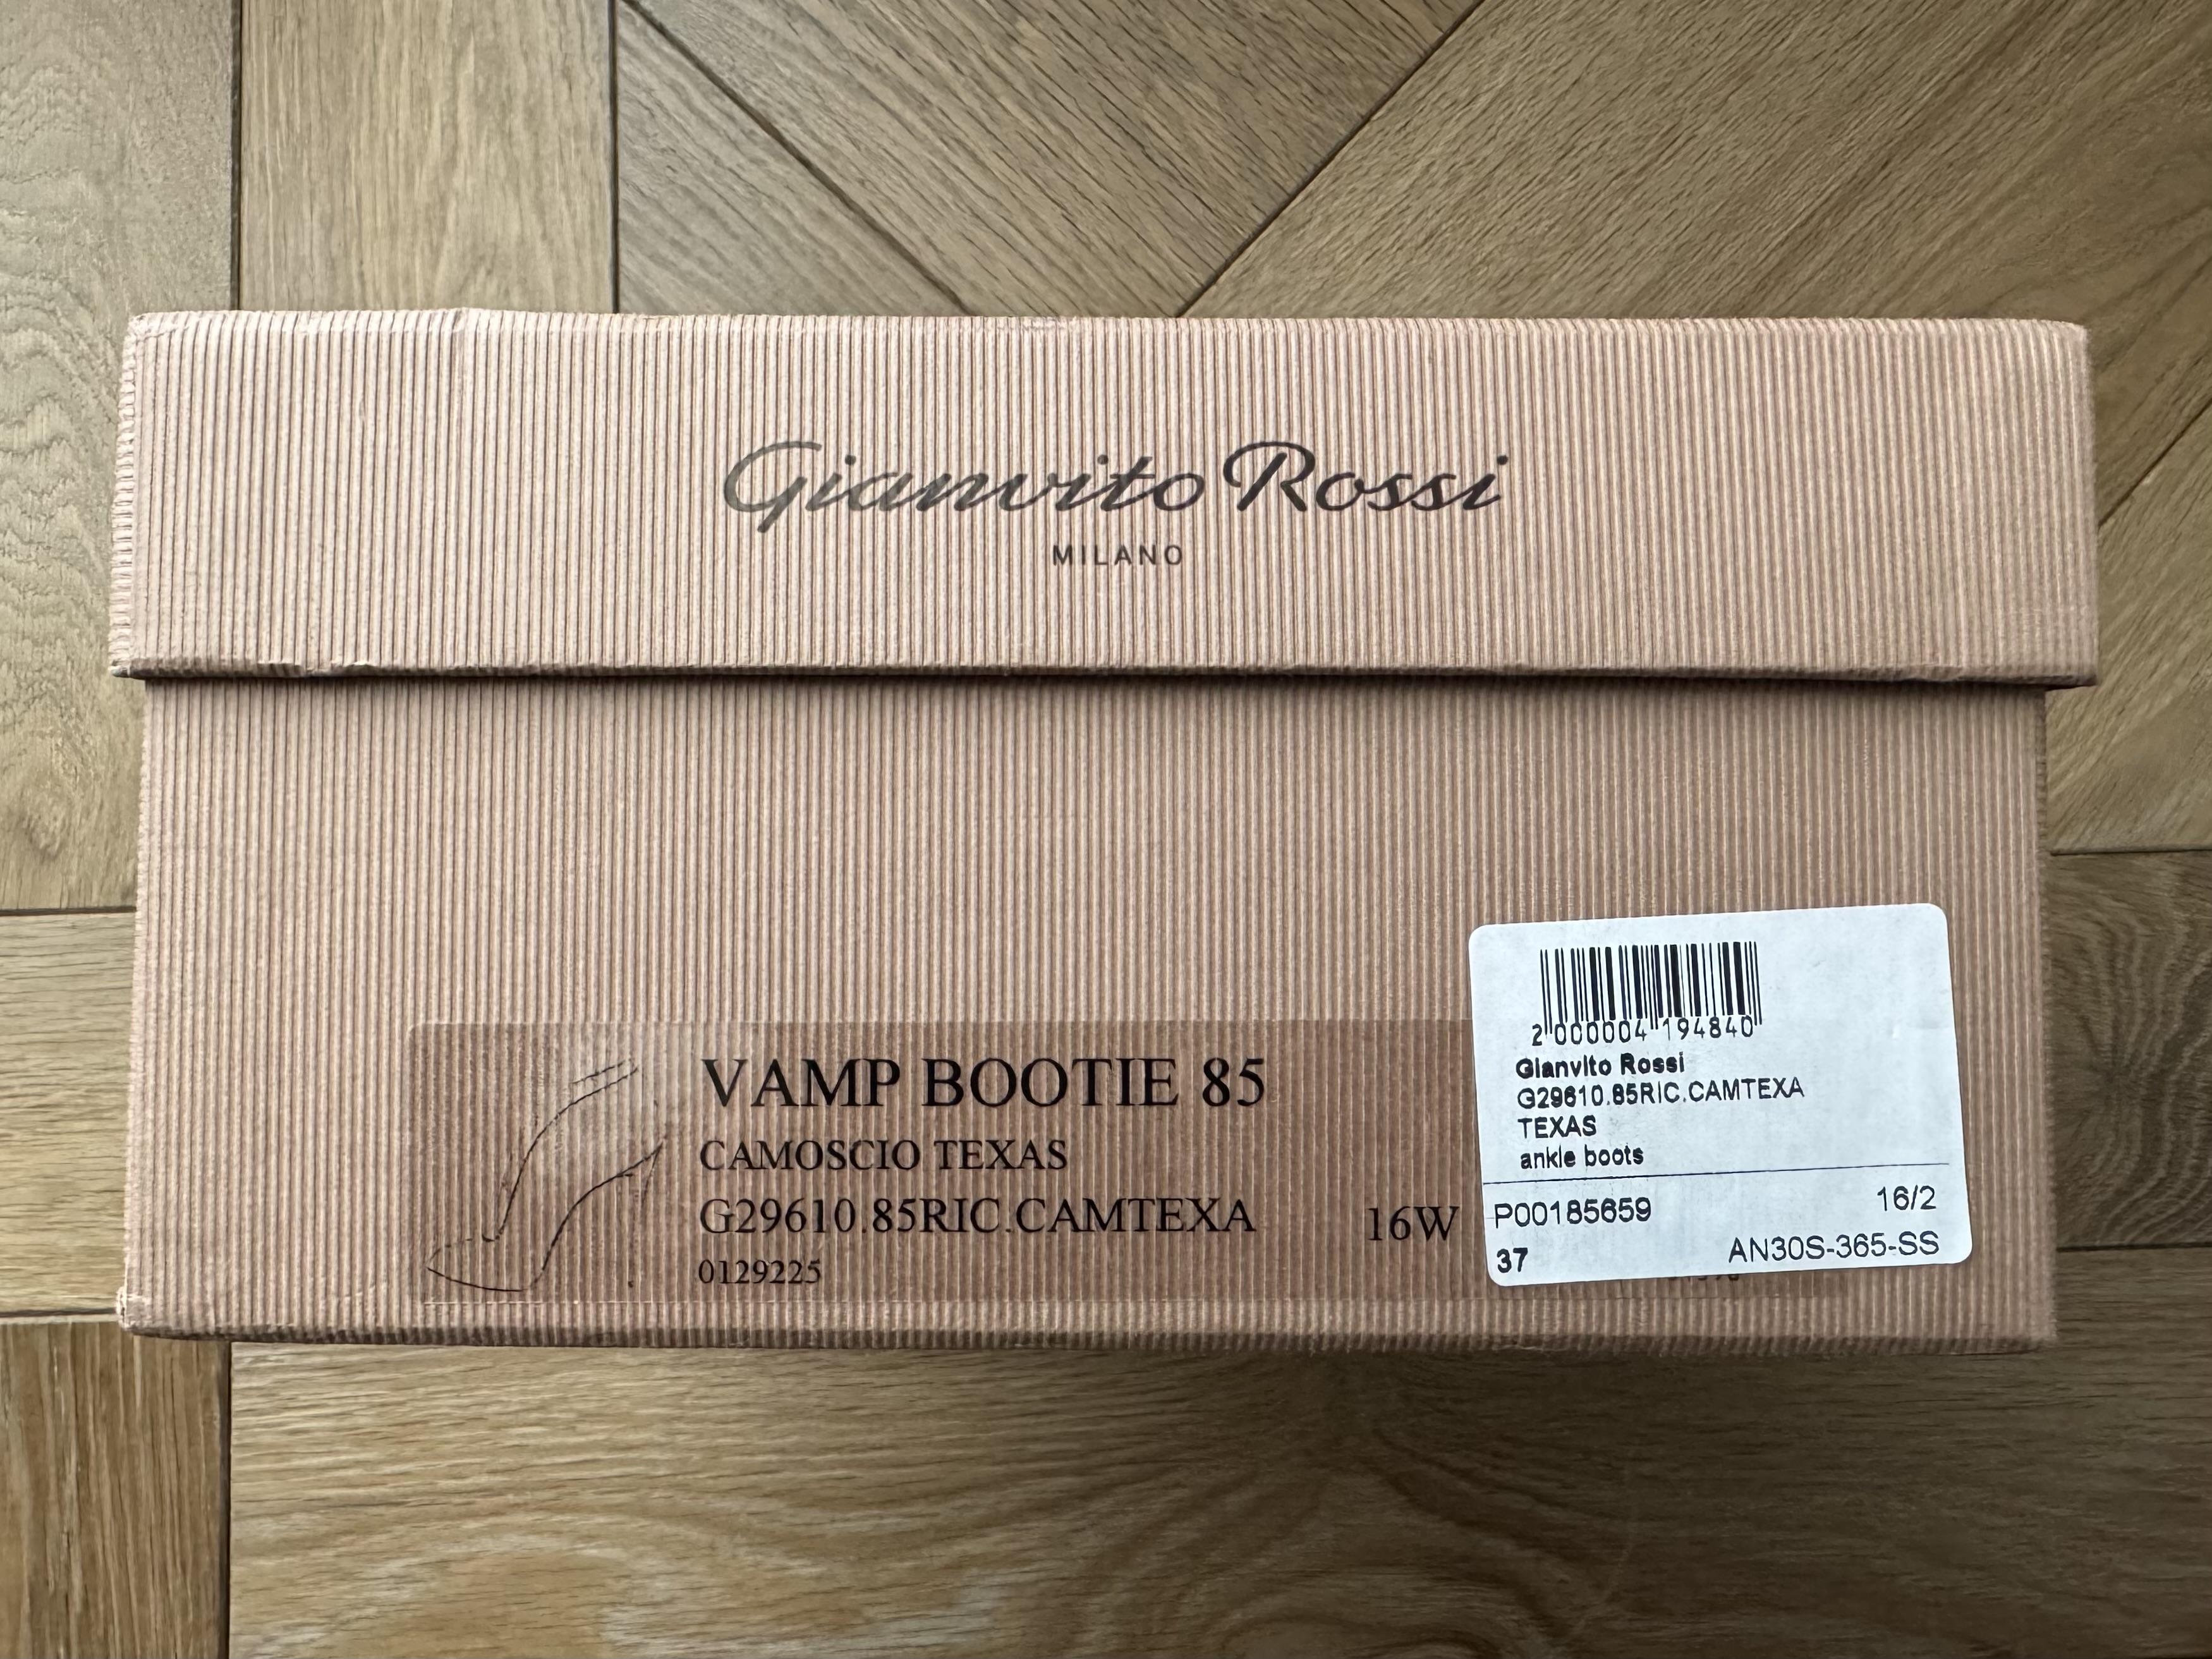 Gianvito Rossi
MILANO
VAMP BOOTIE 85
CAMOSCIO TEXAS
G29610.85RIC.CAMTEXA
16W
0129225
2 000004 194840
Gianvito Rossi
G29610.85RIC.CAMTEXA
TEXAS
ankle boots
P00185659 16/2
37 AN30S-365-SS